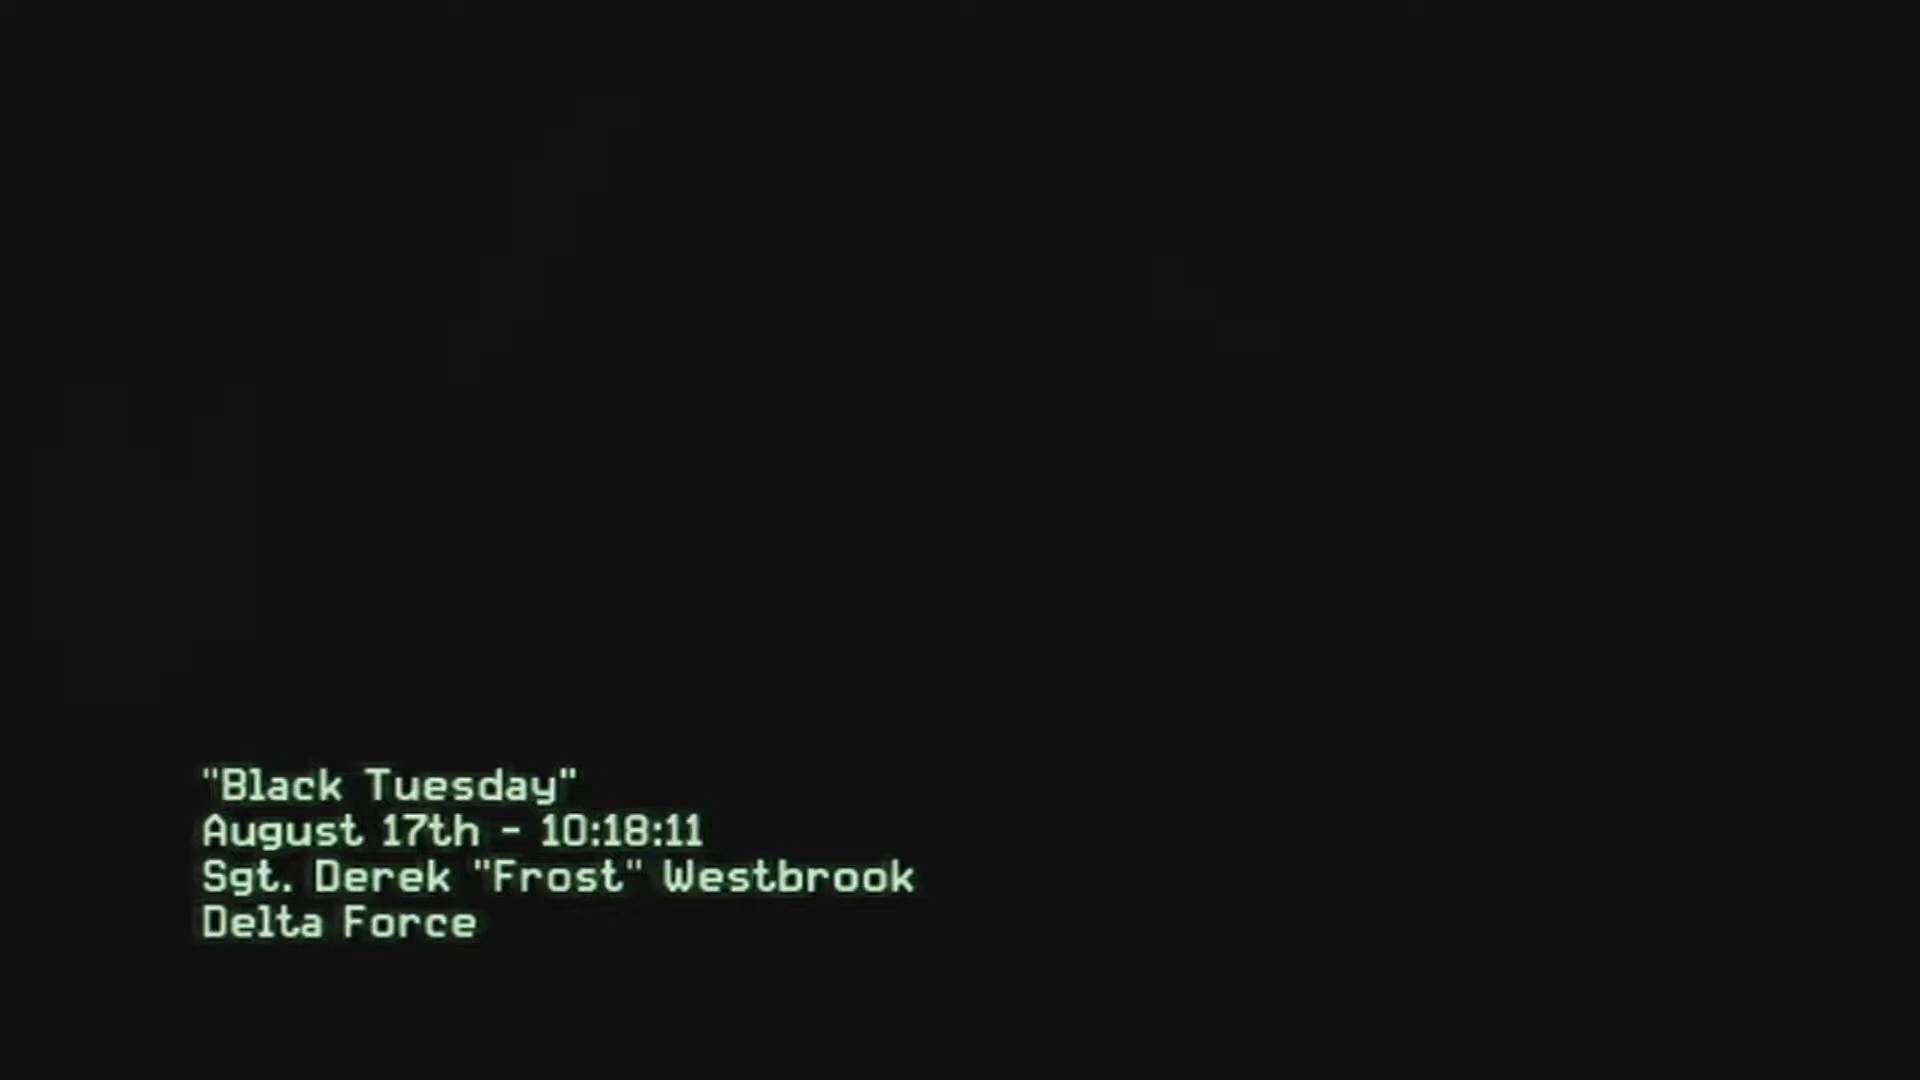 "Black Tuesday"
August 17th - 10:18:11
Sgt. Derek "Frost" Westbrook
Delta Force